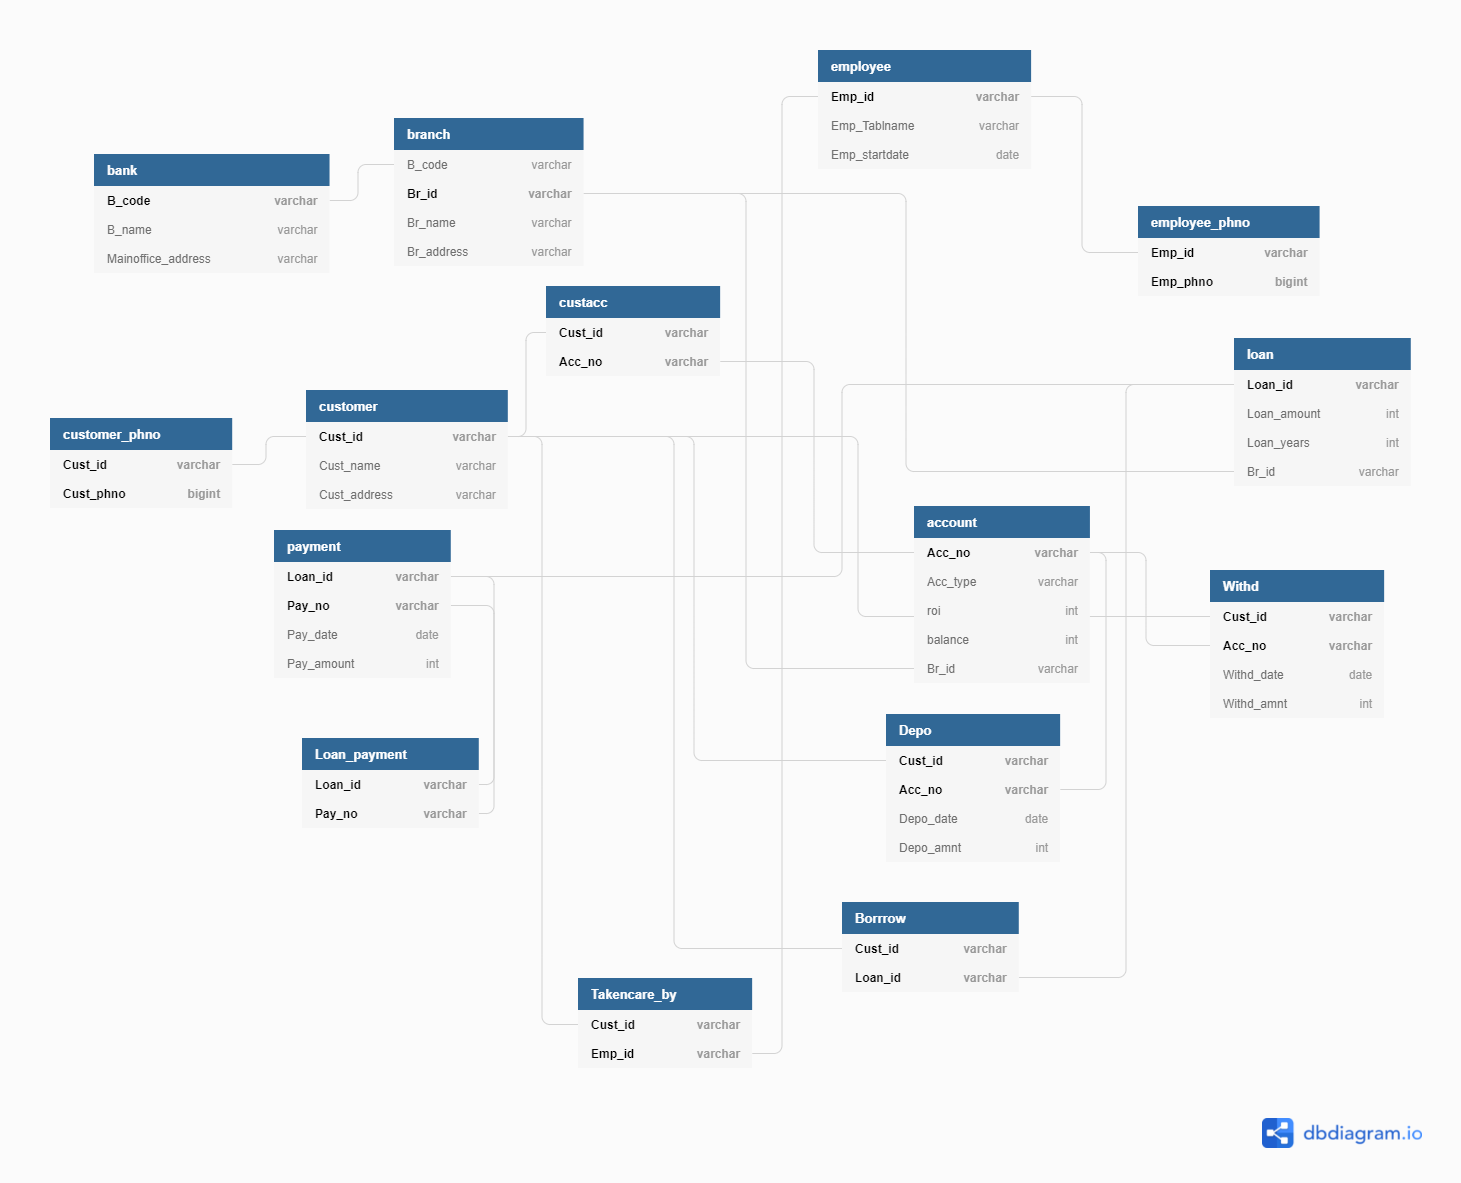 employee
Emp_id varchar
Emp_Tablname varchar
Emp_startdate date
branch
B_code varchar
Br_id varchar
Br_name varchar
Br_address varchar
bank
B_code varchar
B_name varchar
Mainoffice_address varchar
employee_phno
Emp_id varchar
Emp_phno bigint
custacc
Cust_id varchar
Acc_no varchar
loan
Loan_id varchar
Loan_amount int
Loan_years int
Br_id varchar
customer
Cust_id varchar
Cust_name varchar
Cust_address varchar
customer_phno
Cust_id varchar
Cust_phno bigint
account
Acc_no varchar
Acc_type varchar
roi int
balance int
Br_id varchar
payment
Loan_id varchar
Pay_no varchar
Pay_date date
Pay_amount int
Withd
Cust_id varchar
Acc_no varchar
Withd_date date
Withd_amnt int
Depo
Cust_id varchar
Acc_no varchar
Depo_date date
Depo_amnt int
Loan_payment
Loan_id varchar
Pay_no varchar
Borrrow
Cust_id varchar
Loan_id varchar
Takencare_by
Cust_id varchar
Emp_id varchar
dbdiagram.io